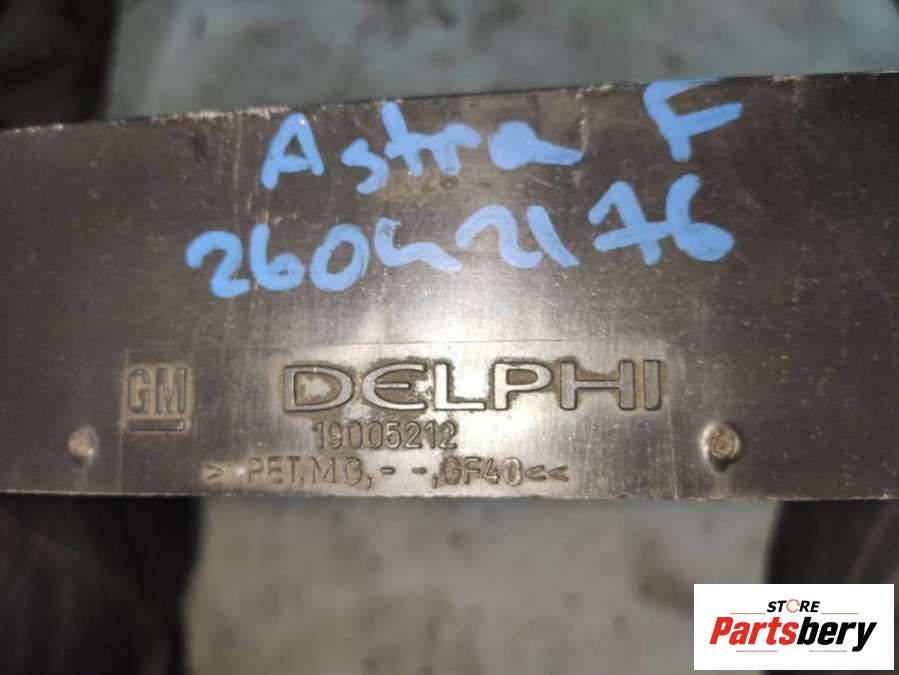 Astra F
26042176
GM DELPHI
19005212
> PET,MG,- -,GF40<<
STORE
Partsbery